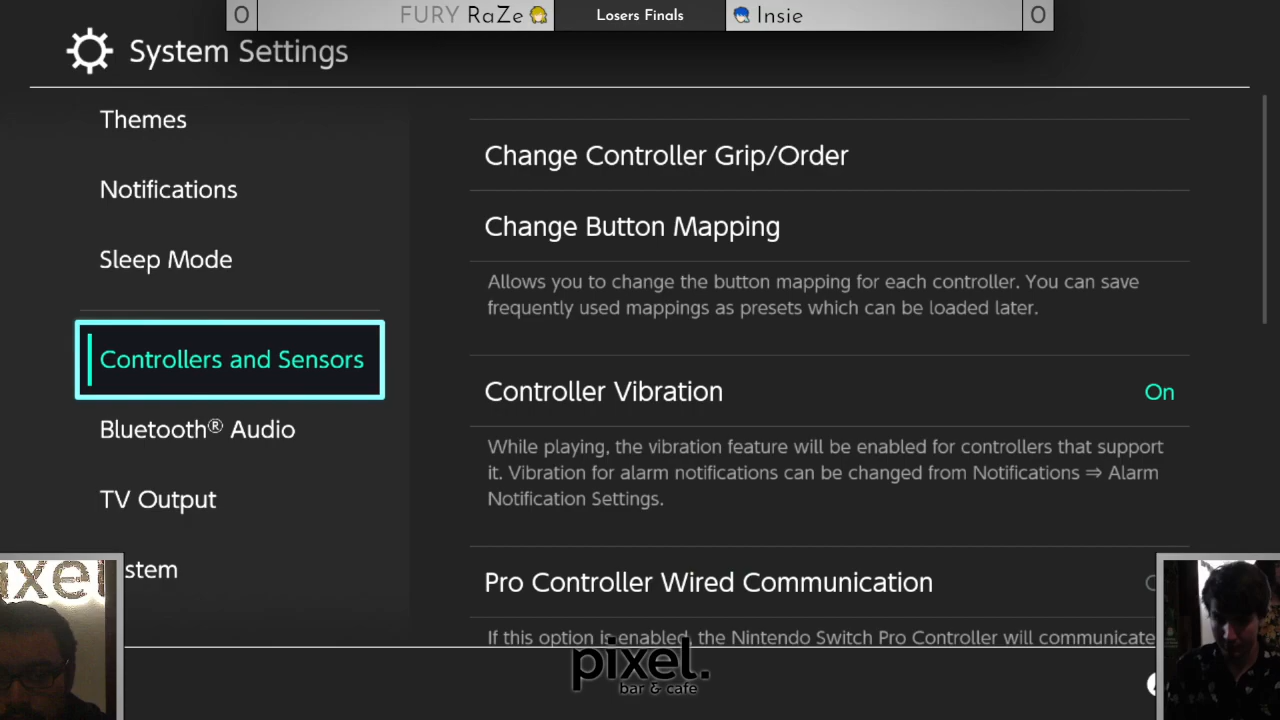 0 FURY RaZe Losers Finals Insie 0
System Settings
Themes
Notifications
Sleep Mode
Controllers and Sensors
Bluetooth® Audio
TV Output
stem
Change Controller Grip/Order
Change Button Mapping
Allows you to change the button mapping for each controller. You can save
frequently used mappings as presets which can be loaded later.
Controller Vibration On
While playing, the vibration feature will be enabled for controllers that support
it. Vibration for alarm notifications can be changed from Notifications ⇒ Alarm
Notification Settings.
Pro Controller Wired Communication
If this option is enabled, the Nintendo Switch Pro Controller will communicate
pixel.
bar & cafe
ixel